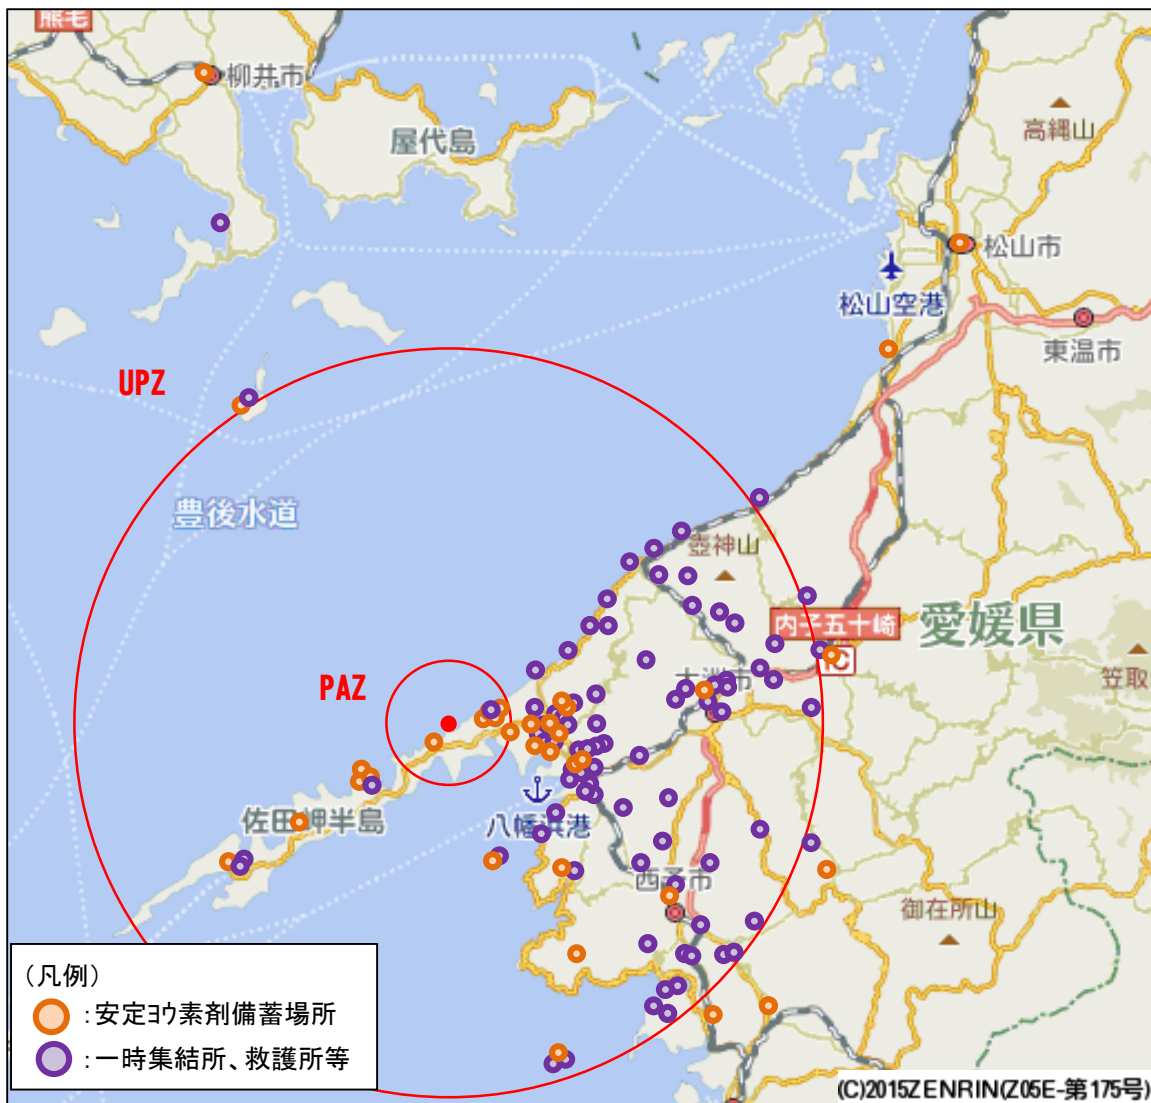 熊毛
柳井市
屋代島
高縄山
松山市
松山空港
東温市
UPZ
豊後水道
壺神山
内子五十崎
愛媛県
IC
大洲市
笠取
PAZ
佐田岬半島
八幡浜港
西予市
御在所山
(凡例)
:安定ヨウ素剤備蓄場所
:一時集結所、救護所等
(C)2015ZENRIN(Z05E-第175号)